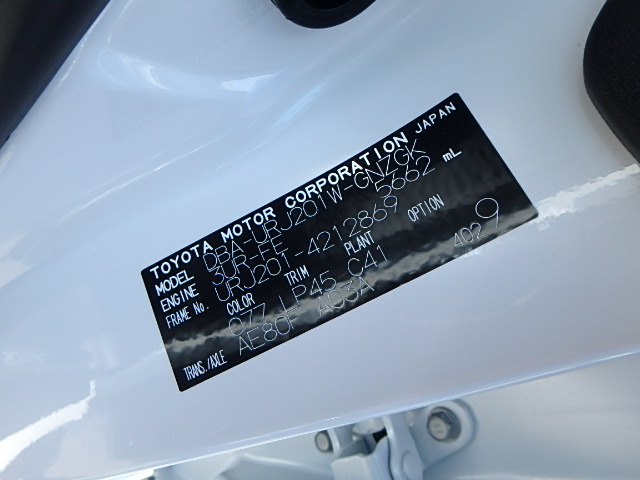 TOYOTA MOTOR CORPORATION JAPAN
MODEL DBA-URJ201W-GNZGK
ENGINE 3UR-FE 5662 mL
FRAME No. URJ201-4212869
COLOR TRIM PLANT OPTION
077 LP45 C41 4029
TRANS./AXLE AE80F A03A